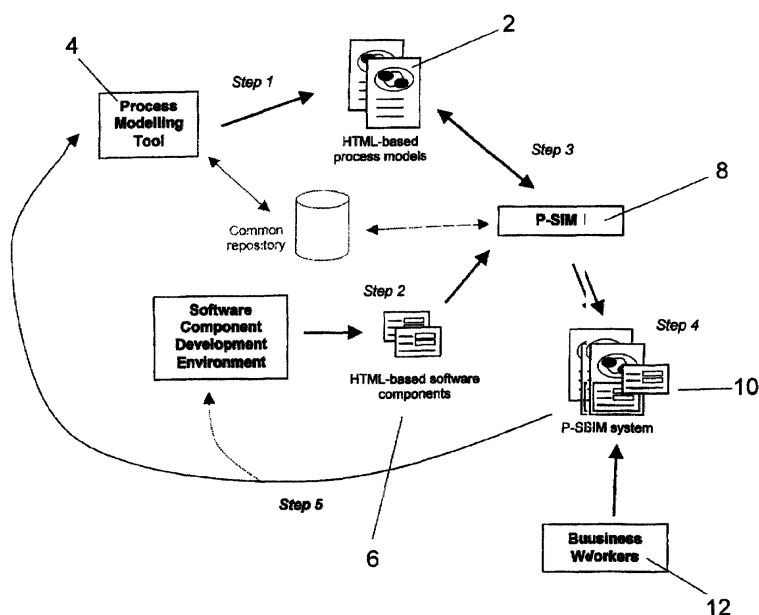 4
2
Step 1
Process
Modelling
Tool
HTML-based
process models
Step 3
8
P-SIM
Common
repository
Step 2
Software
Component
Development
Environment
HTML-based software
components
Step 4
10
P-SBIM system
Step 5
6
Buusiness
Weorkers
12